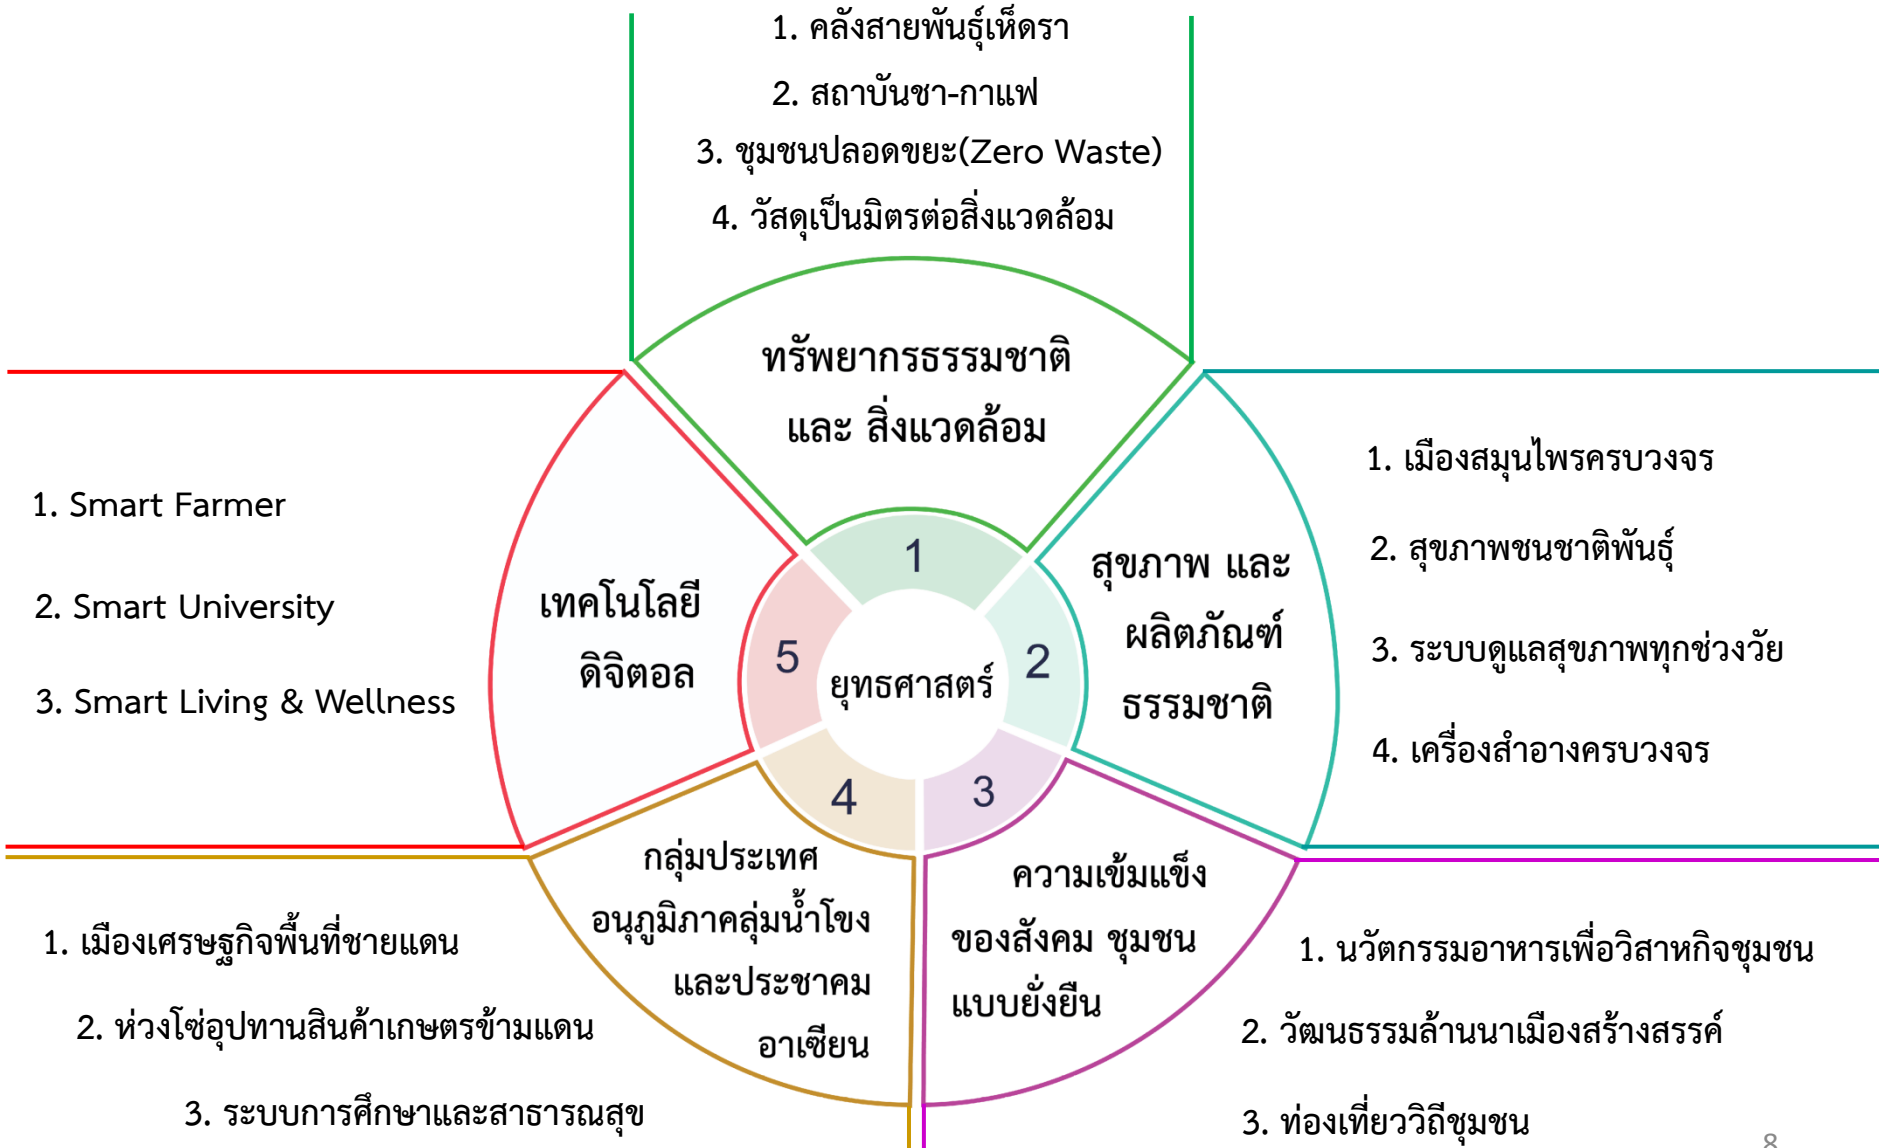 1. คลังสายพันธุ์เห็ดรา
2. สถาบันชา-กาแฟ
3. ชุมชนปลอดขยะ(Zero Waste)
4. วัสดุเป็นมิตรต่อสิ่งแวดล้อม
ทรัพยากรธรรมชาติ
และ สิ่งแวดล้อม
1
สุขภาพ และ
ผลิตภัณฑ์
ธรรมชาติ
2
1. เมืองสมุนไพรครบวงจร
2. สุขภาพชนชาติพันธุ์
3. ระบบดูแลสุขภาพทุกช่วงวัย
4. เครื่องสำอางครบวงจร
ยุทธศาสตร์
3
ความเข้มแข็ง
ของสังคม ชุมชน
แบบยั่งยืน
1. นวัตกรรมอาหารเพื่อวิสาหกิจชุมชน
2. วัฒนธรรมล้านนาเมืองสร้างสรรค์
3. ท่องเที่ยววิถีชุมชน
4
กลุ่มประเทศ
อนุภูมิภาคลุ่มน้ำโขง
และประชาคม
อาเซียน
1. เมืองเศรษฐกิจพื้นที่ชายแดน
2. ห่วงโซ่อุปทานสินค้าเกษตรข้ามแดน
3. ระบบการศึกษาและสาธารณสุข
5
เทคโนโลยี
ดิจิตอล
1. Smart Farmer
2. Smart University
3. Smart Living & Wellness
8